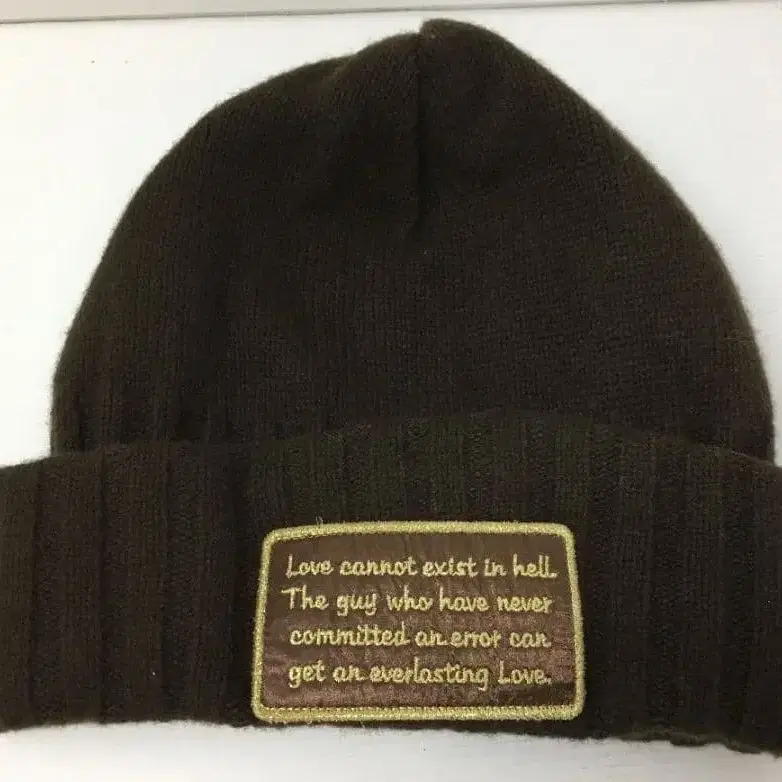 Love cannot exist in hell.
The guy who have never
committed an error can
get an everlasting Love.